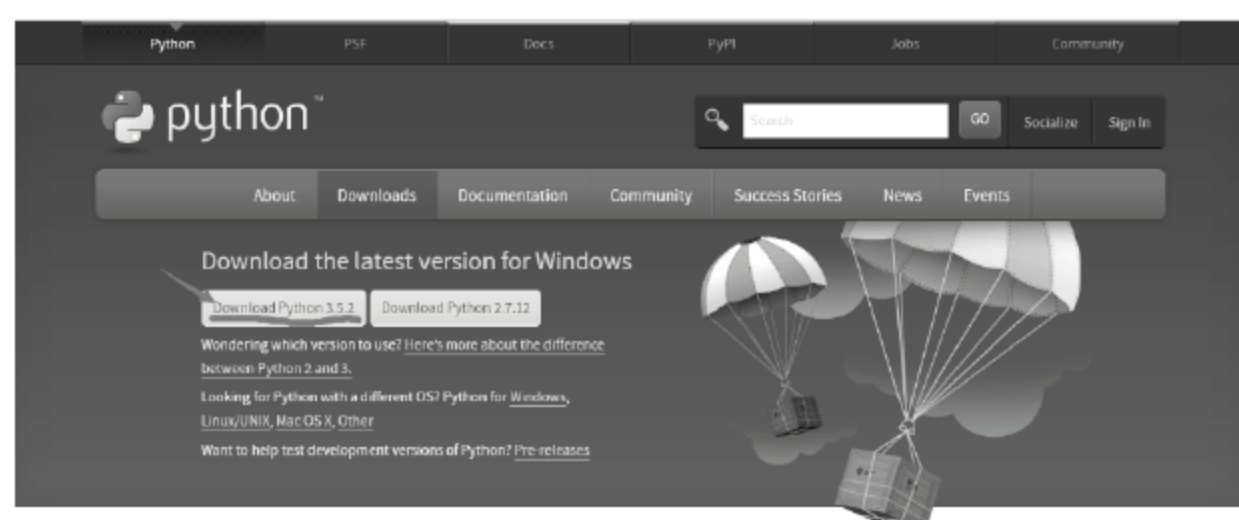 Python PSF Docs PyPI Jobs Community
python™
Search GO Socialize Sign In
About Downloads Documentation Community Success Stories News Events
Download the latest version for Windows
Download Python 3.5.2 Download Python 2.7.12
Wondering which version to use? Here's more about the difference
between Python 2 and 3.
Looking for Python with a different OS? Python for Windows,
Linux/UNIX, Mac OS X, Other
Want to help test development versions of Python? Pre-releases